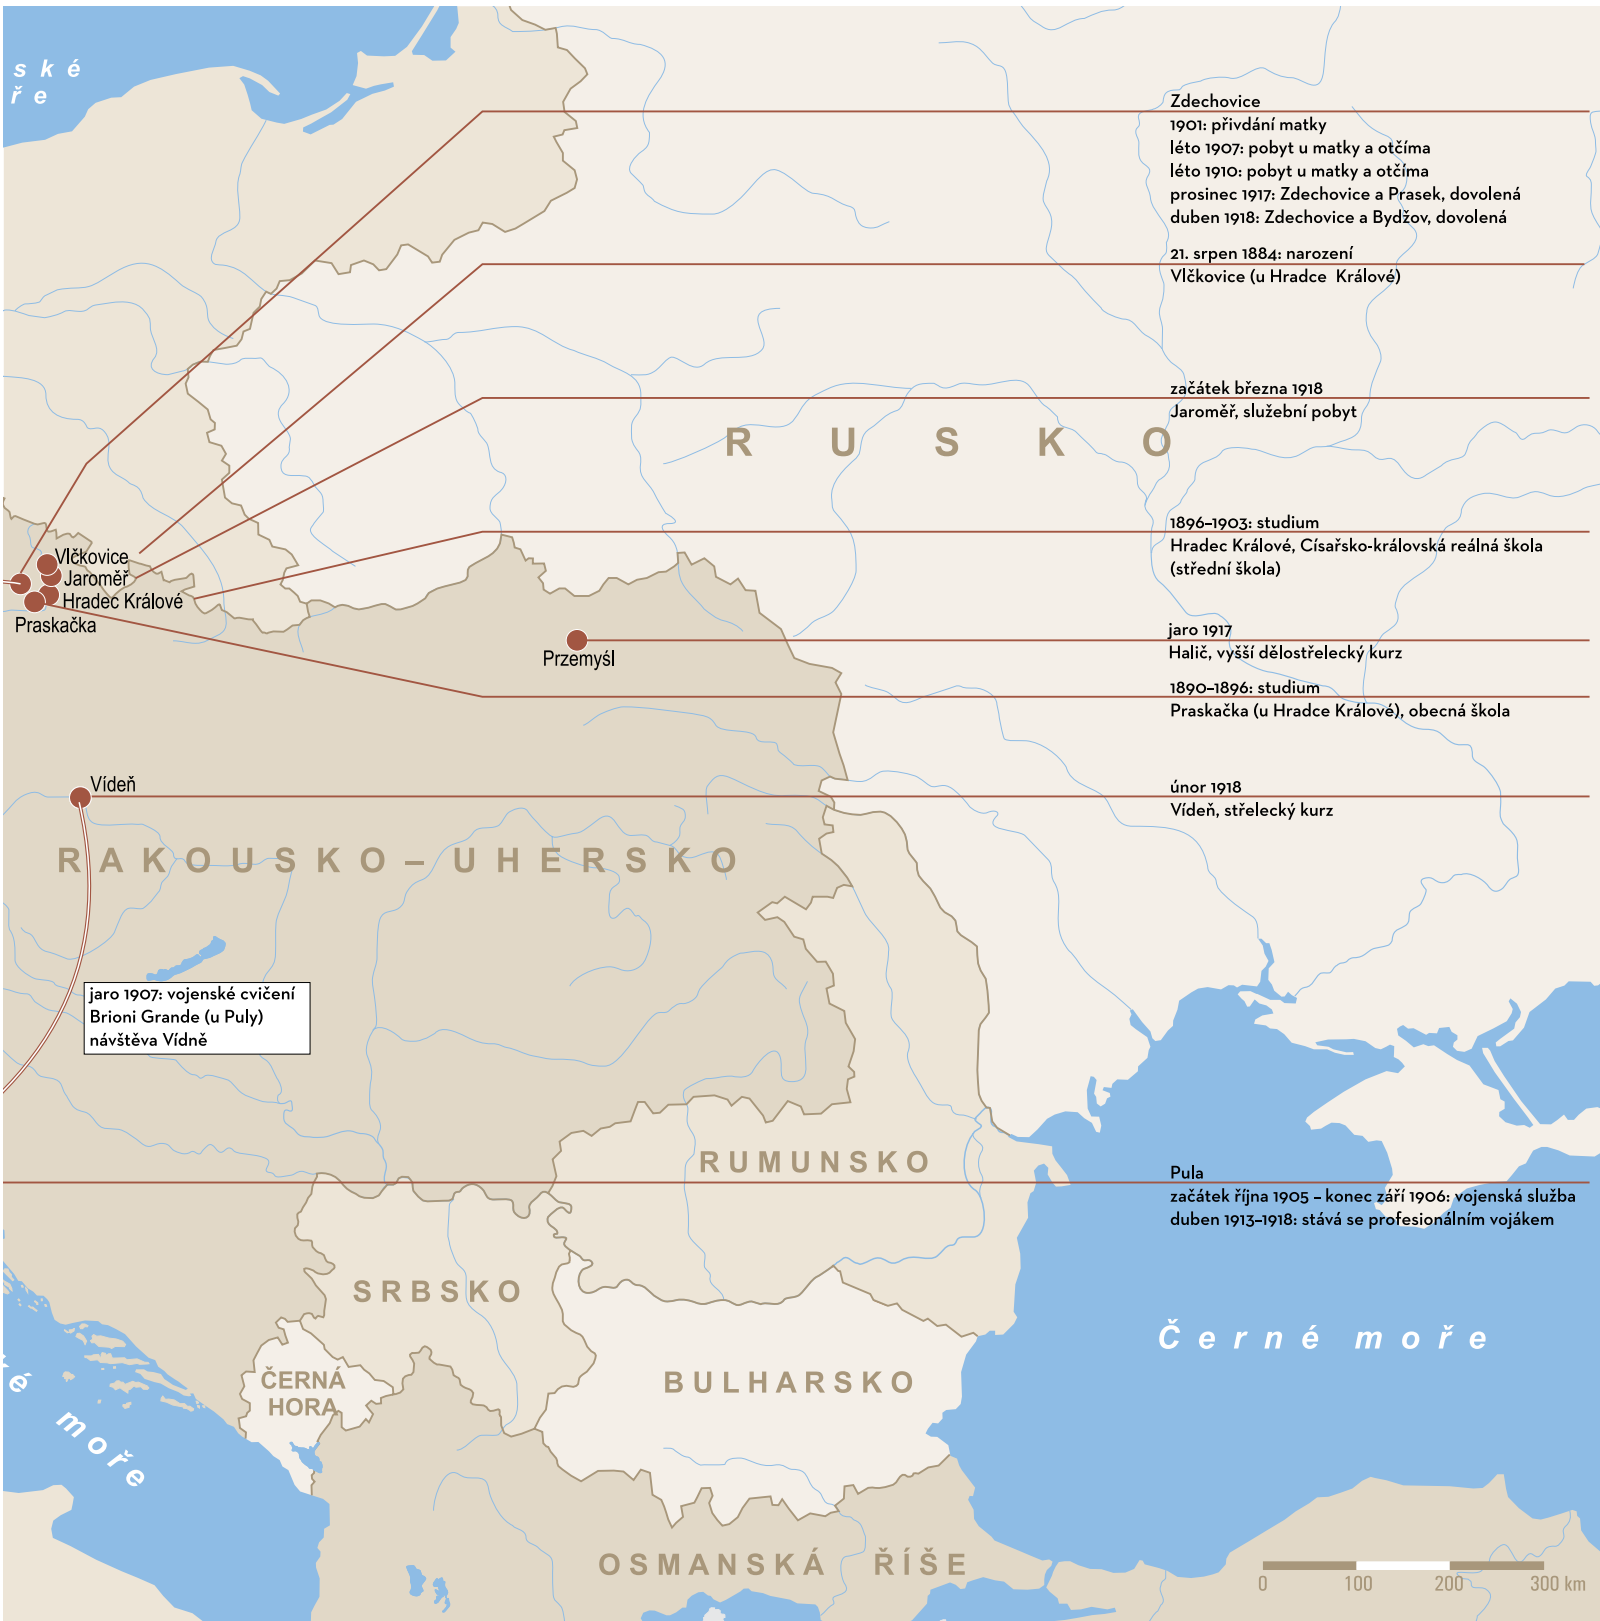 ské
ře
Zdechovice
1901: přivdání matky
léto 1907: pobyt u matky a otčíma
léto 1910: pobyt u matky a otčíma
prosinec 1917: Zdechovice a Prasek, dovolená
duben 1918: Zdechovice a Bydžov, dovolená
21. srpen 1884: narození
Vlčkovice (u Hradce Králové)
začátek března 1918
Jaroměř, služební pobyt
RUSKO
1896–1903: studium
Hradec Králové, Císařsko-královská reálná škola
(střední škola)
Vlčkovice
Jaroměř
Hradec Králové
Praskačka
jaro 1917
Halič, vyšší dělostřelecký kurz
Przemyśl
1890–1896: studium
Praskačka (u Hradce Králové), obecná škola
Vídeň
únor 1918
Vídeň, střelecký kurz
RAKOUSKO – UHERSKO
jaro 1907: vojenské cvičení
Brioni Grande (u Puly)
návštěva Vídně
RUMUNSKO
Pula
začátek října 1905 – konec září 1906: vojenská služba
duben 1913–1918: stává se profesionálním vojákem
SRBSKO
Černé moře
ČERNÁ
HORA
BULHARSKO
ké moře
OSMANSKÁ ŘÍŠE
0 100 200 300 km